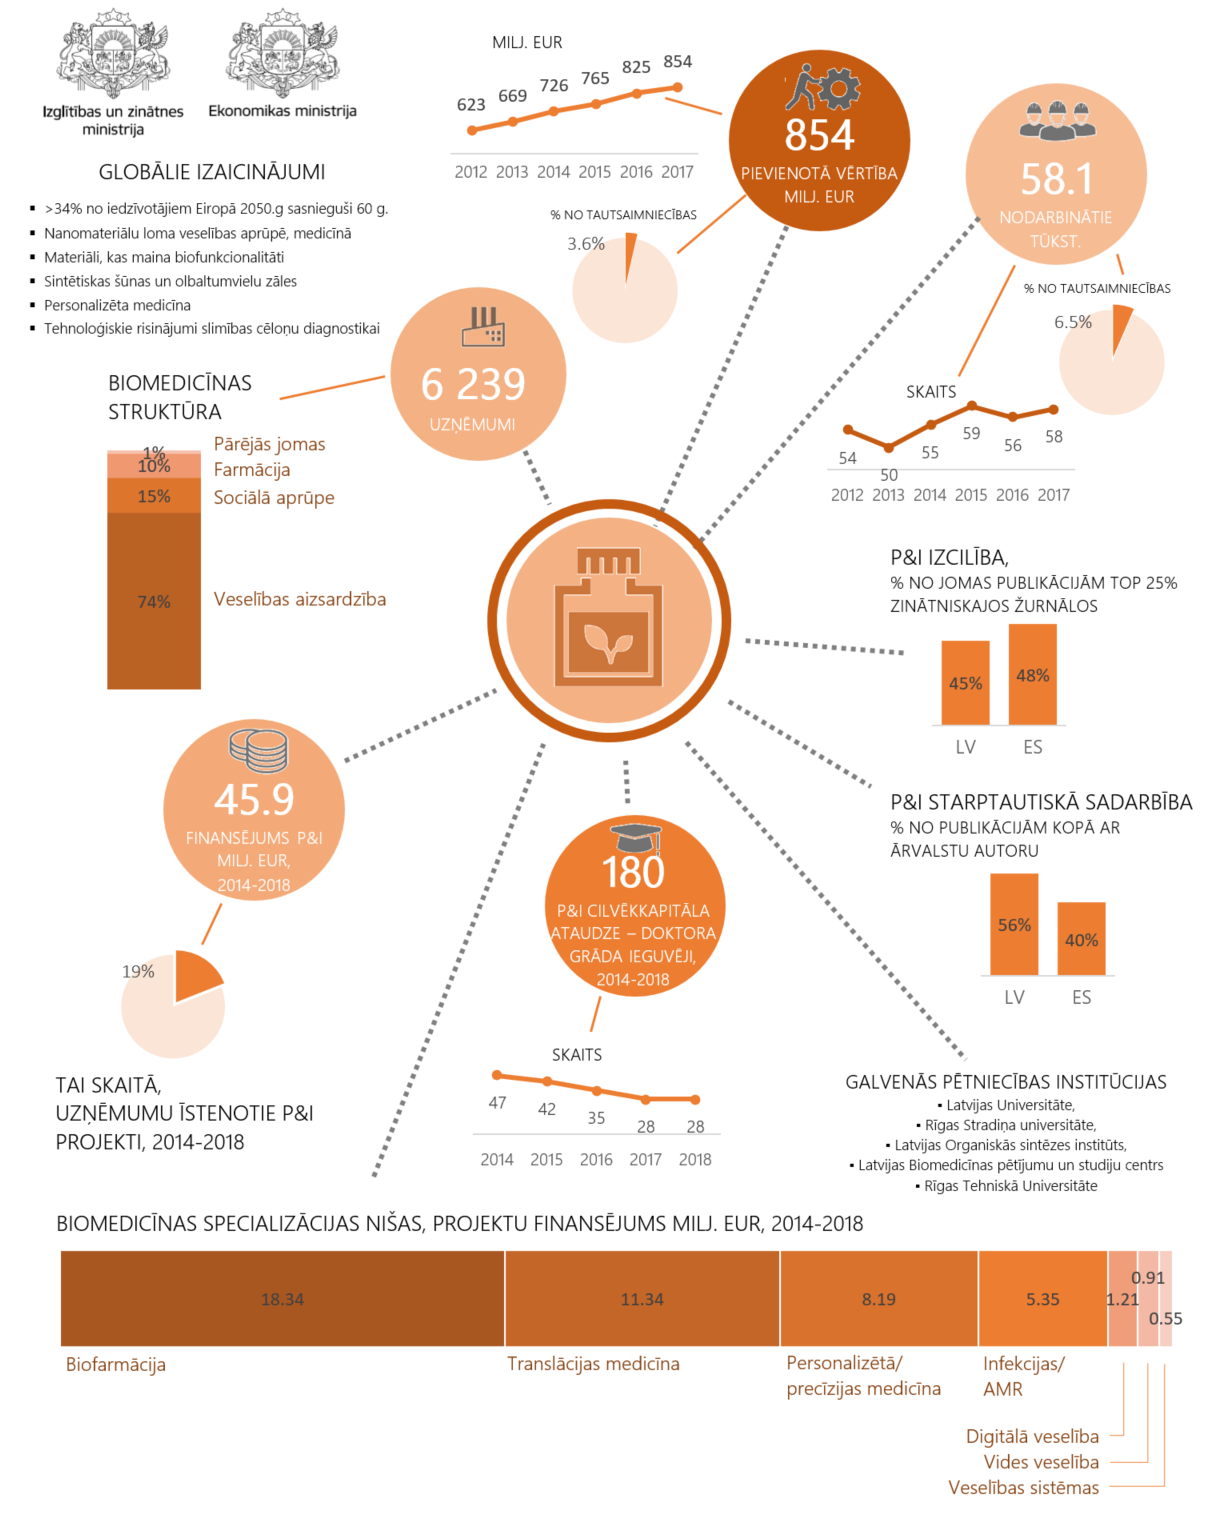 Izglītības un zinātnes
ministrija
Ekonomikas ministrija
GLOBĀLIE IZAICINĀJUMI
▪ >34% no iedzīvotājiem Eiropā 2050.g sasnieguši 60 g.
▪ Nanomateriālu loma veselības aprūpē, medicīnā
▪ Materiāli, kas maina biofunkcionalitāti
▪ Sintētiskas šūnas un olbaltumvielu zāles
▪ Personalizēta medicīna
▪ Tehnoloģiskie risinājumi slimības cēloņu diagnostikai
MILJ. EUR
623 669 726 765 825 854
2012 2013 2014 2015 2016 2017
854
PIEVIENOTĀ VĒRTĪBA
MILJ. EUR
% NO TAUTSAIMNIECĪBAS
3.6%
58.1
NODARBINĀTIE
TŪKST.
% NO TAUTSAIMNIECĪBAS
6.5%
SKAITS
54 50 55 59 56 58
2012 2013 2014 2015 2016 2017
6 239
UZŅĒMUMI
BIOMEDICĪNAS
STRUKTŪRA
1% Pārējās jomas
10% Farmācija
15% Sociālā aprūpe
74% Veselības aizsardzība
P&I IZCILĪBA,
% NO JOMAS PUBLIKĀCIJĀM TOP 25%
ZINĀTNISKAJOS ŽURNĀLOS
45% 48%
LV ES
P&I STARPTAUTISKĀ SADARBĪBA
% NO PUBLIKĀCIJĀM KOPĀ AR
ĀRVALSTU AUTORU
56% 40%
LV ES
45.9
FINANSĒJUMS P&I
MILJ. EUR,
2014-2018
19%
TAI SKAITĀ,
UZŅĒMUMU ĪSTENOTIE P&I
PROJEKTI, 2014-2018
180
P&I CILVĒKKAPITĀLA
ATAUDZE – DOKTORA
GRĀDA IEGUVĒJI,
2014-2018
SKAITS
47 42 35 28 28
2014 2015 2016 2017 2018
GALVENĀS PĒTNIECĪBAS INSTITŪCIJAS
▪ Latvijas Universitāte,
▪ Rīgas Stradiņa universitāte,
▪ Latvijas Organiskās sintēzes institūts,
▪ Latvijas Biomedicīnas pētījumu un studiju centrs
▪ Rīgas Tehniskā Universitāte
BIOMEDICĪNAS SPECIALIZĀCIJAS NIŠAS, PROJEKTU FINANSĒJUMS MILJ. EUR, 2014-2018
18.34 11.34 8.19 5.35 1.21 0.91 0.55
Biofarmācija
Translācijas medicīna
Personalizētā/
precīzijas medicīna
Infekcijas/
AMR
Digitālā veselība
Vides veselība
Veselības sistēmas